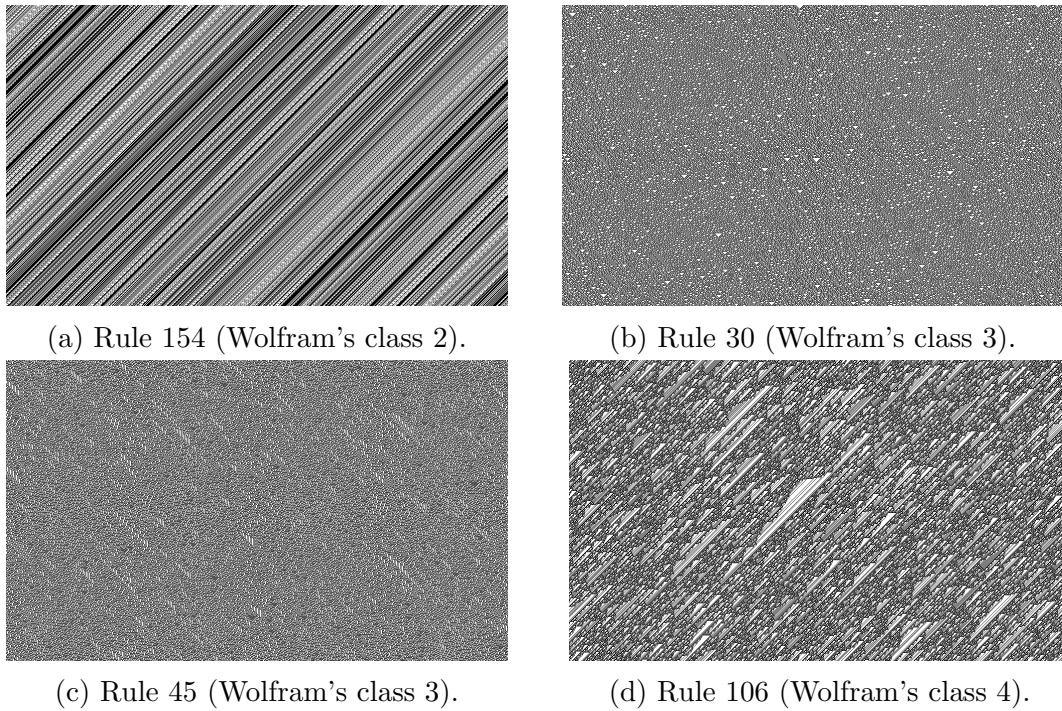 (a) Rule 154 (Wolfram's class 2).
(b) Rule 30 (Wolfram's class 3).
(c) Rule 45 (Wolfram's class 3).
(d) Rule 106 (Wolfram's class 4).